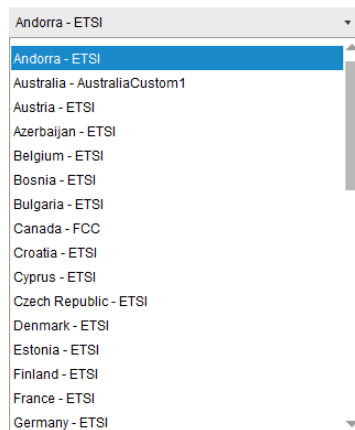 Andorra - ETSI
Andorra - ETSI
Australia - AustraliaCustom1
Austria - ETSI
Azerbaijan - ETSI
Belgium - ETSI
Bosnia - ETSI
Bulgaria - ETSI
Canada - FCC
Croatia - ETSI
Cyprus - ETSI
Czech Republic - ETSI
Denmark - ETSI
Estonia - ETSI
Finland - ETSI
France - ETSI
Germany - ETSI